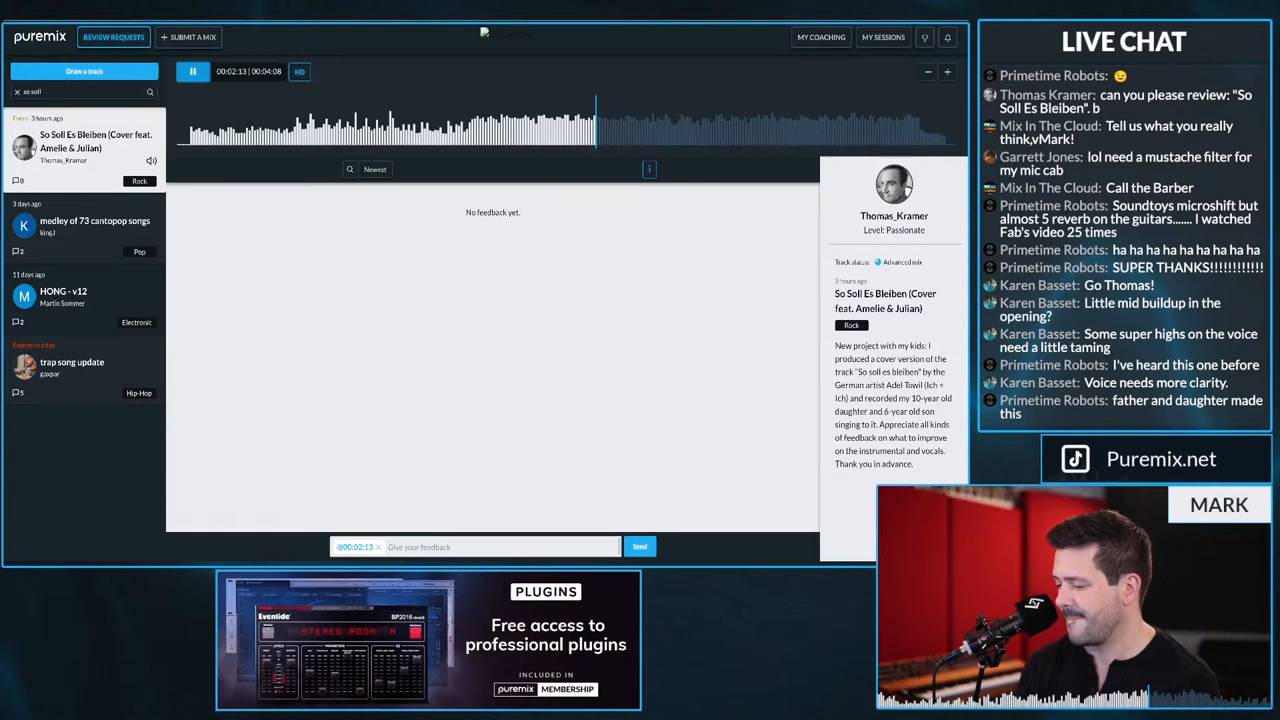 puremix
REVIEW REQUESTS
+ SUBMIT A MIX
MY COACHING
MY SESSIONS
Draw a track
so soll
00:02:13 | 00:04:08
HD
Fresh 3 hours ago
So Soll Es Bleiben (Cover feat.
Amelie & Julian)
Thomas_Kramer
0
Rock
3 days ago
K
medley of 73 cantopop songs
kingJ
2
Pop
11 days ago
M
HONG - v12
Martin Sommer
2
Electronic
Expires in a day
trap song update
gaxpar
5
Hip-Hop
Newest
No feedback yet.
@00:02:13
Give your feedback
Send
Thomas_Kramer
Level: Passionate
Track status: Advanced mix
3 hours ago
So Soll Es Bleiben (Cover
feat. Amelie & Julian)
Rock
New project with my kids: I
produced a cover version of the
track "So soll es bleiben" by the
German artist Adel Tawil (Ich +
Ich) and recorded my 10-year old
daughter and 6-year old son
singing to it. Appreciate all kinds
of feedback on what to improve
on the instrumental and vocals.
Thank you in advance.
LIVE CHAT
Primetime Robots: 😉
Thomas Kramer: can you please review: "So
Soll Es Bleiben". b
Mix In The Cloud: Tell us what you really
think,vMark!
Garrett Jones: lol need a mustache filter for
my mic cab
Mix In The Cloud: Call the Barber
Primetime Robots: Soundtoys microshift but
almost 5 reverb on the guitars....... I watched
Fab's video 25 times
Primetime Robots: ha ha ha ha ha ha ha ha ha
Primetime Robots: SUPER THANKS!!!!!!!!!!!!
Karen Basset: Go Thomas!
Karen Basset: Little mid buildup in the
opening?
Karen Basset: Some super highs on the voice
need a little taming
Primetime Robots: I've heard this one before
Karen Basset: Voice needs more clarity.
Primetime Robots: father and daughter made
this
Puremix.net
MARK
Eventide
SP2016 reverb
STEREO ROOM
PLUGINS
Free access to
professional plugins
INCLUDED IN
puremix MEMBERSHIP